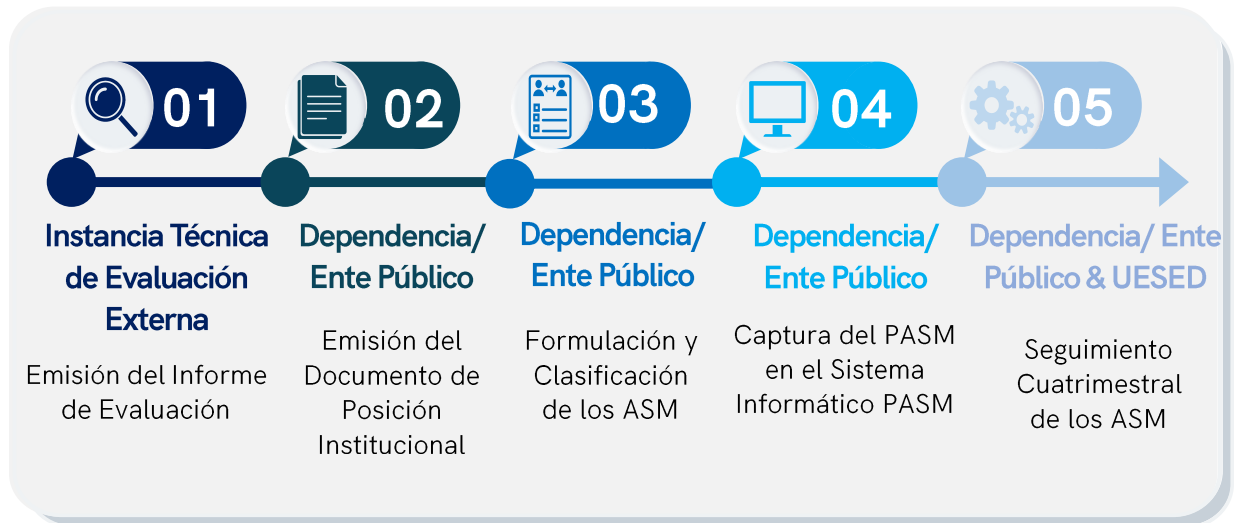 01
Instancia Técnica
de Evaluación
Externa
Emisión del Informe
de Evaluación
02
Dependencia/
Ente Público
Emisión del
Documento de
Posición
Institucional
03
Dependencia/
Ente Público
Formulación y
Clasificación
de los ASM
04
Dependencia/
Ente Público
Captura del PASM
en el Sistema
Informático PASM
05
Dependencia/ Ente
Público & UESED
Seguimiento
Cuatrimestral
de los ASM